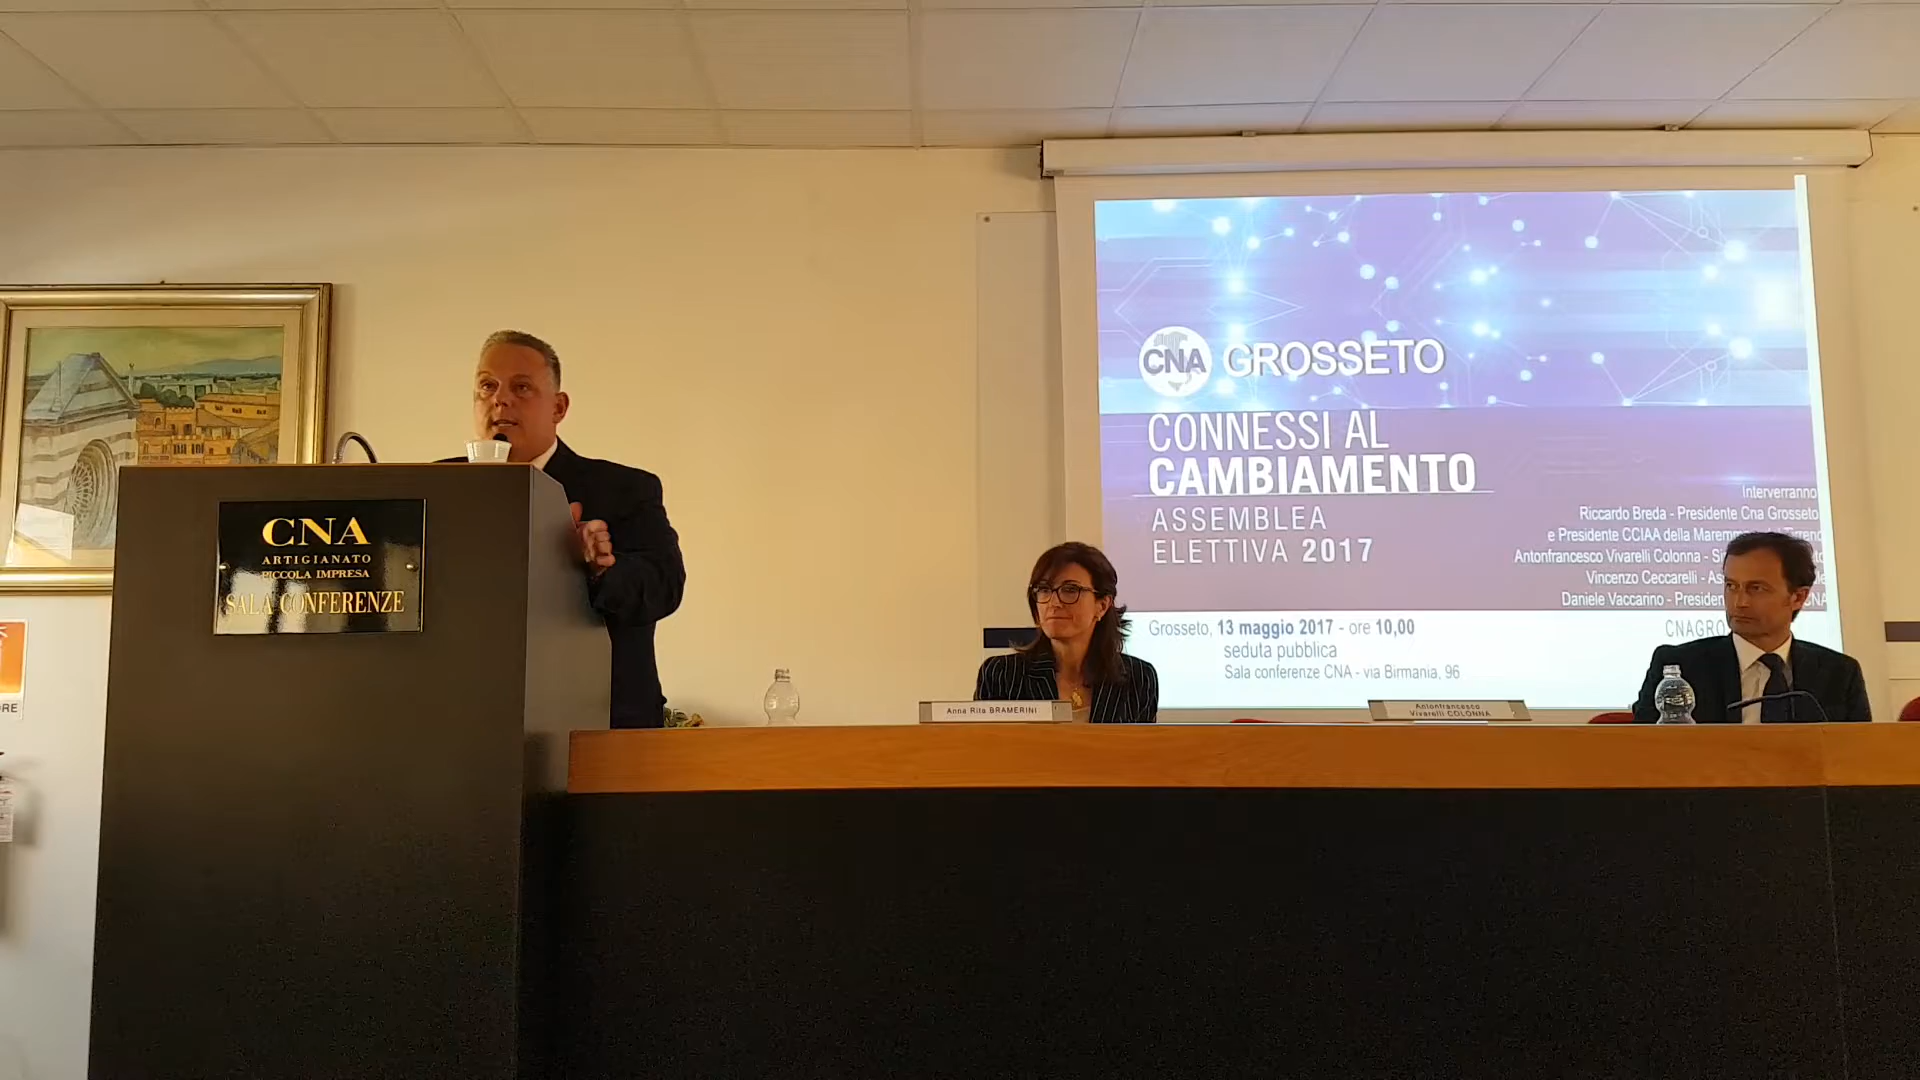 CNA
ARTIGIANATO
PICCOLA IMPRESA
SALA CONFERENZE
CNA GROSSETO
CONNESSI AL
CAMBIAMENTO
ASSEMBLEA
ELETTIVA 2017
Interverranno
Riccardo Breda - Presidente Cna Grosseto
e Presidente CCIAA della
Antonfrancesco Vivarelli Colonna -
Vincenzo Ceccarelli -
Daniele Vaccarino -
Grosseto, 13 maggio 2017 - ore 10,00
seduta pubblica
Sala conferenze CNA - via Birmania, 96
Anna Rita BRAMERINI
Antonfrancesco
Vivarelli COLONNA